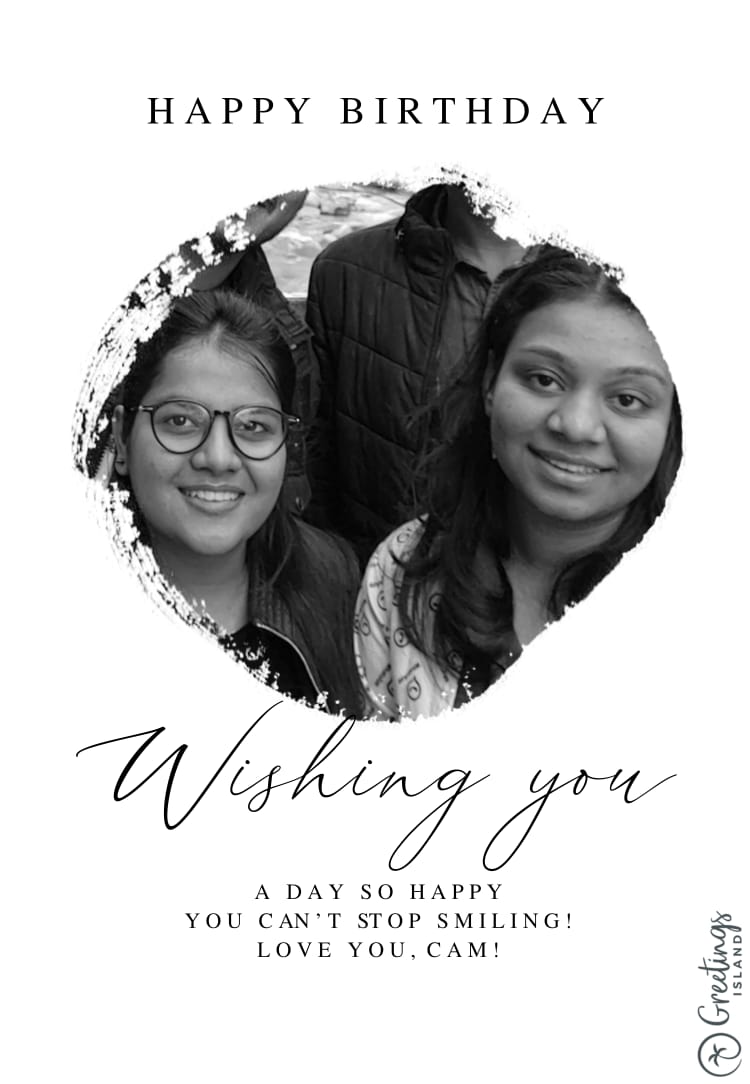 HAPPY BIRTHDAY
Wishing you
A DAY SO HAPPY
YOU CAN'T STOP SMILING!
LOVE YOU, CAM!
Greetings
ISLAND